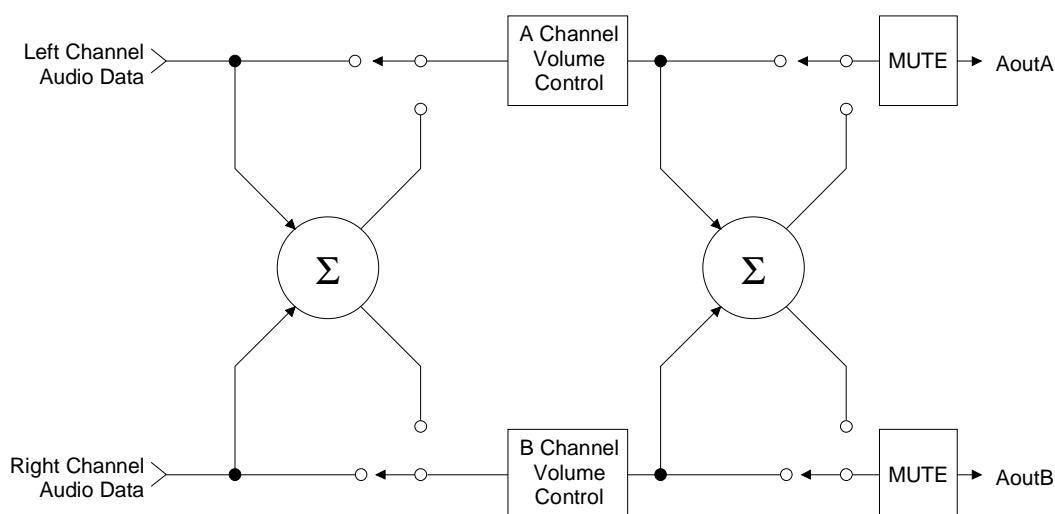 Left Channel
Audio Data
A Channel
Volume
Control
MUTE
AoutA
Σ
Σ
Right Channel
Audio Data
B Channel
Volume
Control
MUTE
AoutB